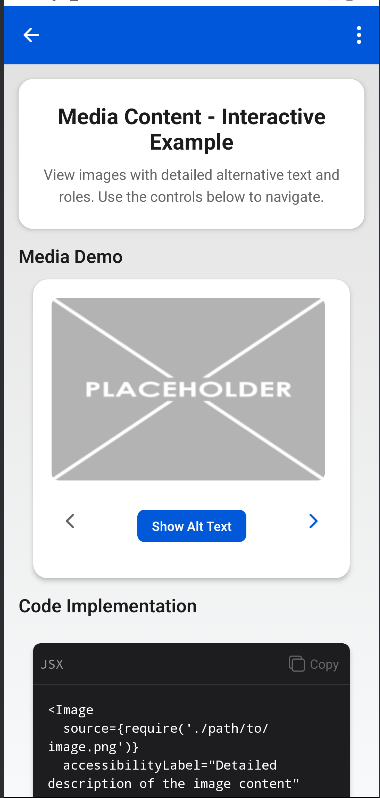 Media Content - Interactive
Example
View images with detailed alternative text and
roles. Use the controls below to navigate.
Media Demo
PLACEHOLDER
Show Alt Text
Code Implementation
JSX
Copy
<Image
source={require('./path/to/
image.png')}
accessibilityLabel="Detailed
description of the image content"